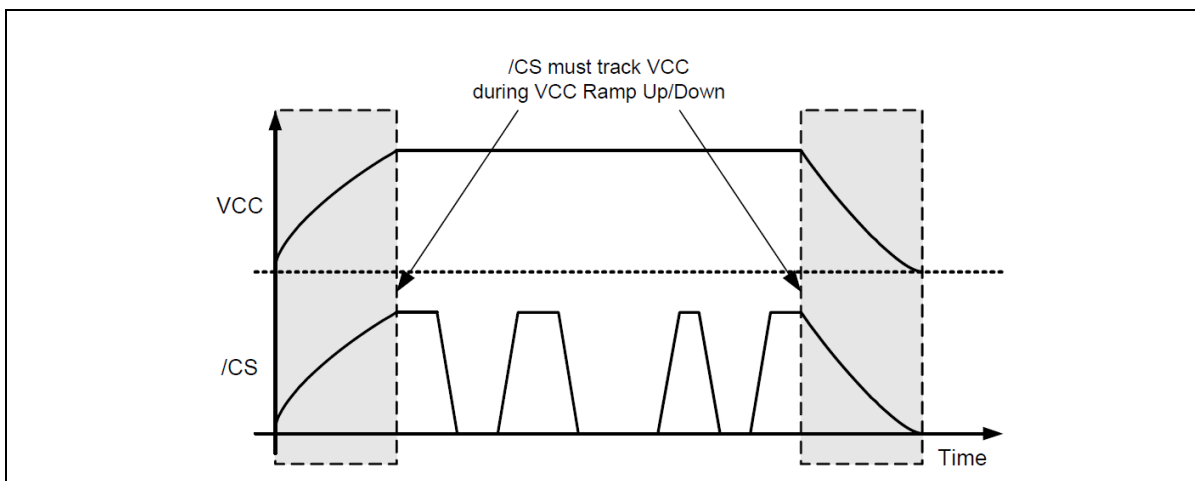 /CS must track VCC
during VCC Ramp Up/Down
VCC
/CS
Time